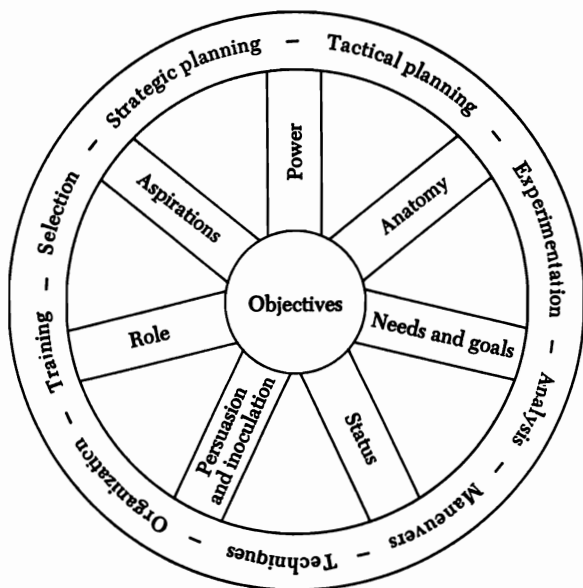 Strategic planning – Tactical planning – Experimentation – Analysis – Maneuvers – Techniques – Organization – Training – Selection –
Power
Anatomy
Needs and goals
Status
Persuasion
and inoculation
Role
Aspirations
Objectives